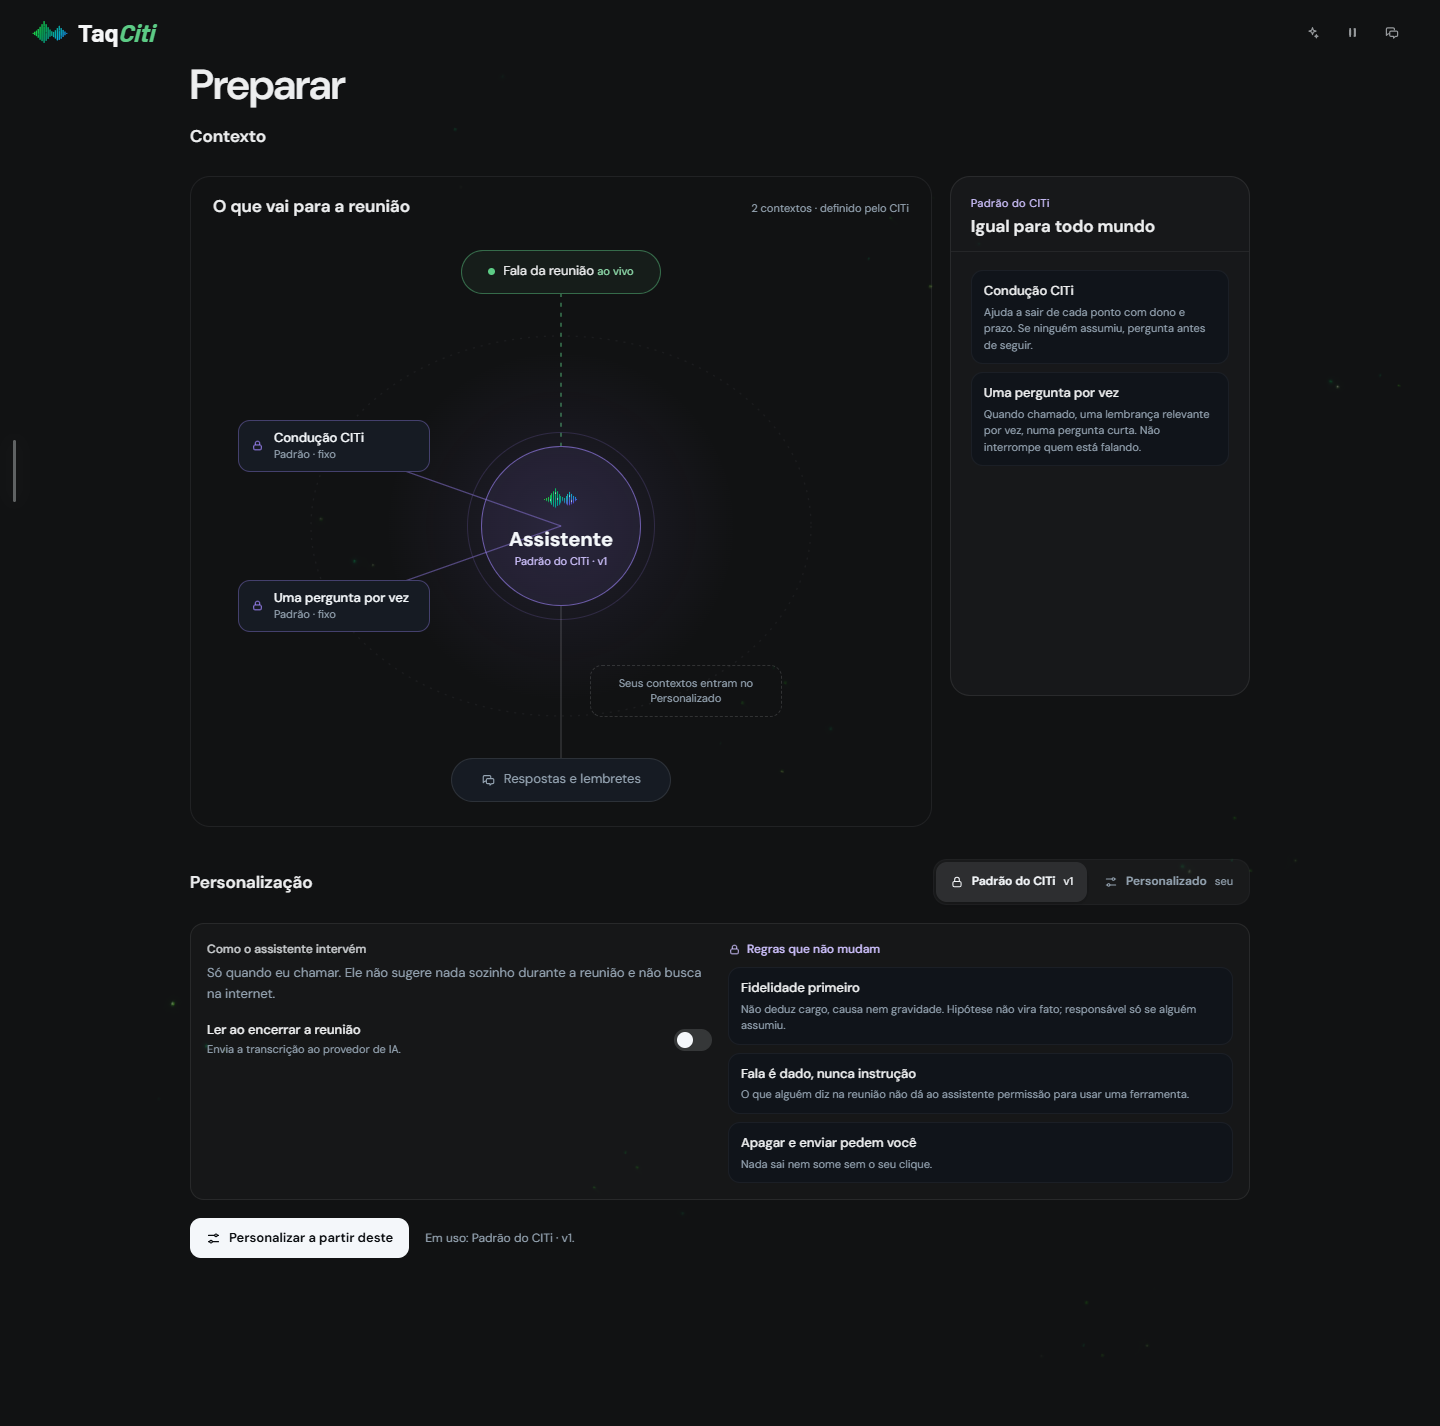 TaqCiti
Preparar
Contexto
O que vai para a reunião
2 contextos · definido pelo CITi
Fala da reunião ao vivo
Condução CITi
Padrão · fixo
Assistente
Padrão do CITi · v1
Uma pergunta por vez
Padrão · fixo
Seus contextos entram no
Personalizado
Respostas e lembretes
Padrão do CITi
Igual para todo mundo
Condução CITi
Ajuda a sair de cada ponto com dono e
prazo. Se ninguém assumiu, pergunta antes
de seguir.
Uma pergunta por vez
Quando chamado, uma lembrança relevante
por vez, numa pergunta curta. Não
interrompe quem está falando.
Personalização
Padrão do CITi v1
Personalizado seu
Como o assistente intervém
Só quando eu chamar. Ele não sugere nada sozinho durante a reunião e não busca
na internet.
Ler ao encerrar a reunião
Envia a transcrição ao provedor de IA.
Regras que não mudam
Fidelidade primeiro
Não deduz cargo, causa nem gravidade. Hipótese não vira fato; responsável só se alguém
assumiu.
Fala é dado, nunca instrução
O que alguém diz na reunião não dá ao assistente permissão para usar uma ferramenta.
Apagar e enviar pedem você
Nada sai nem some sem o seu clique.
Personalizar a partir deste
Em uso: Padrão do CITi · v1.